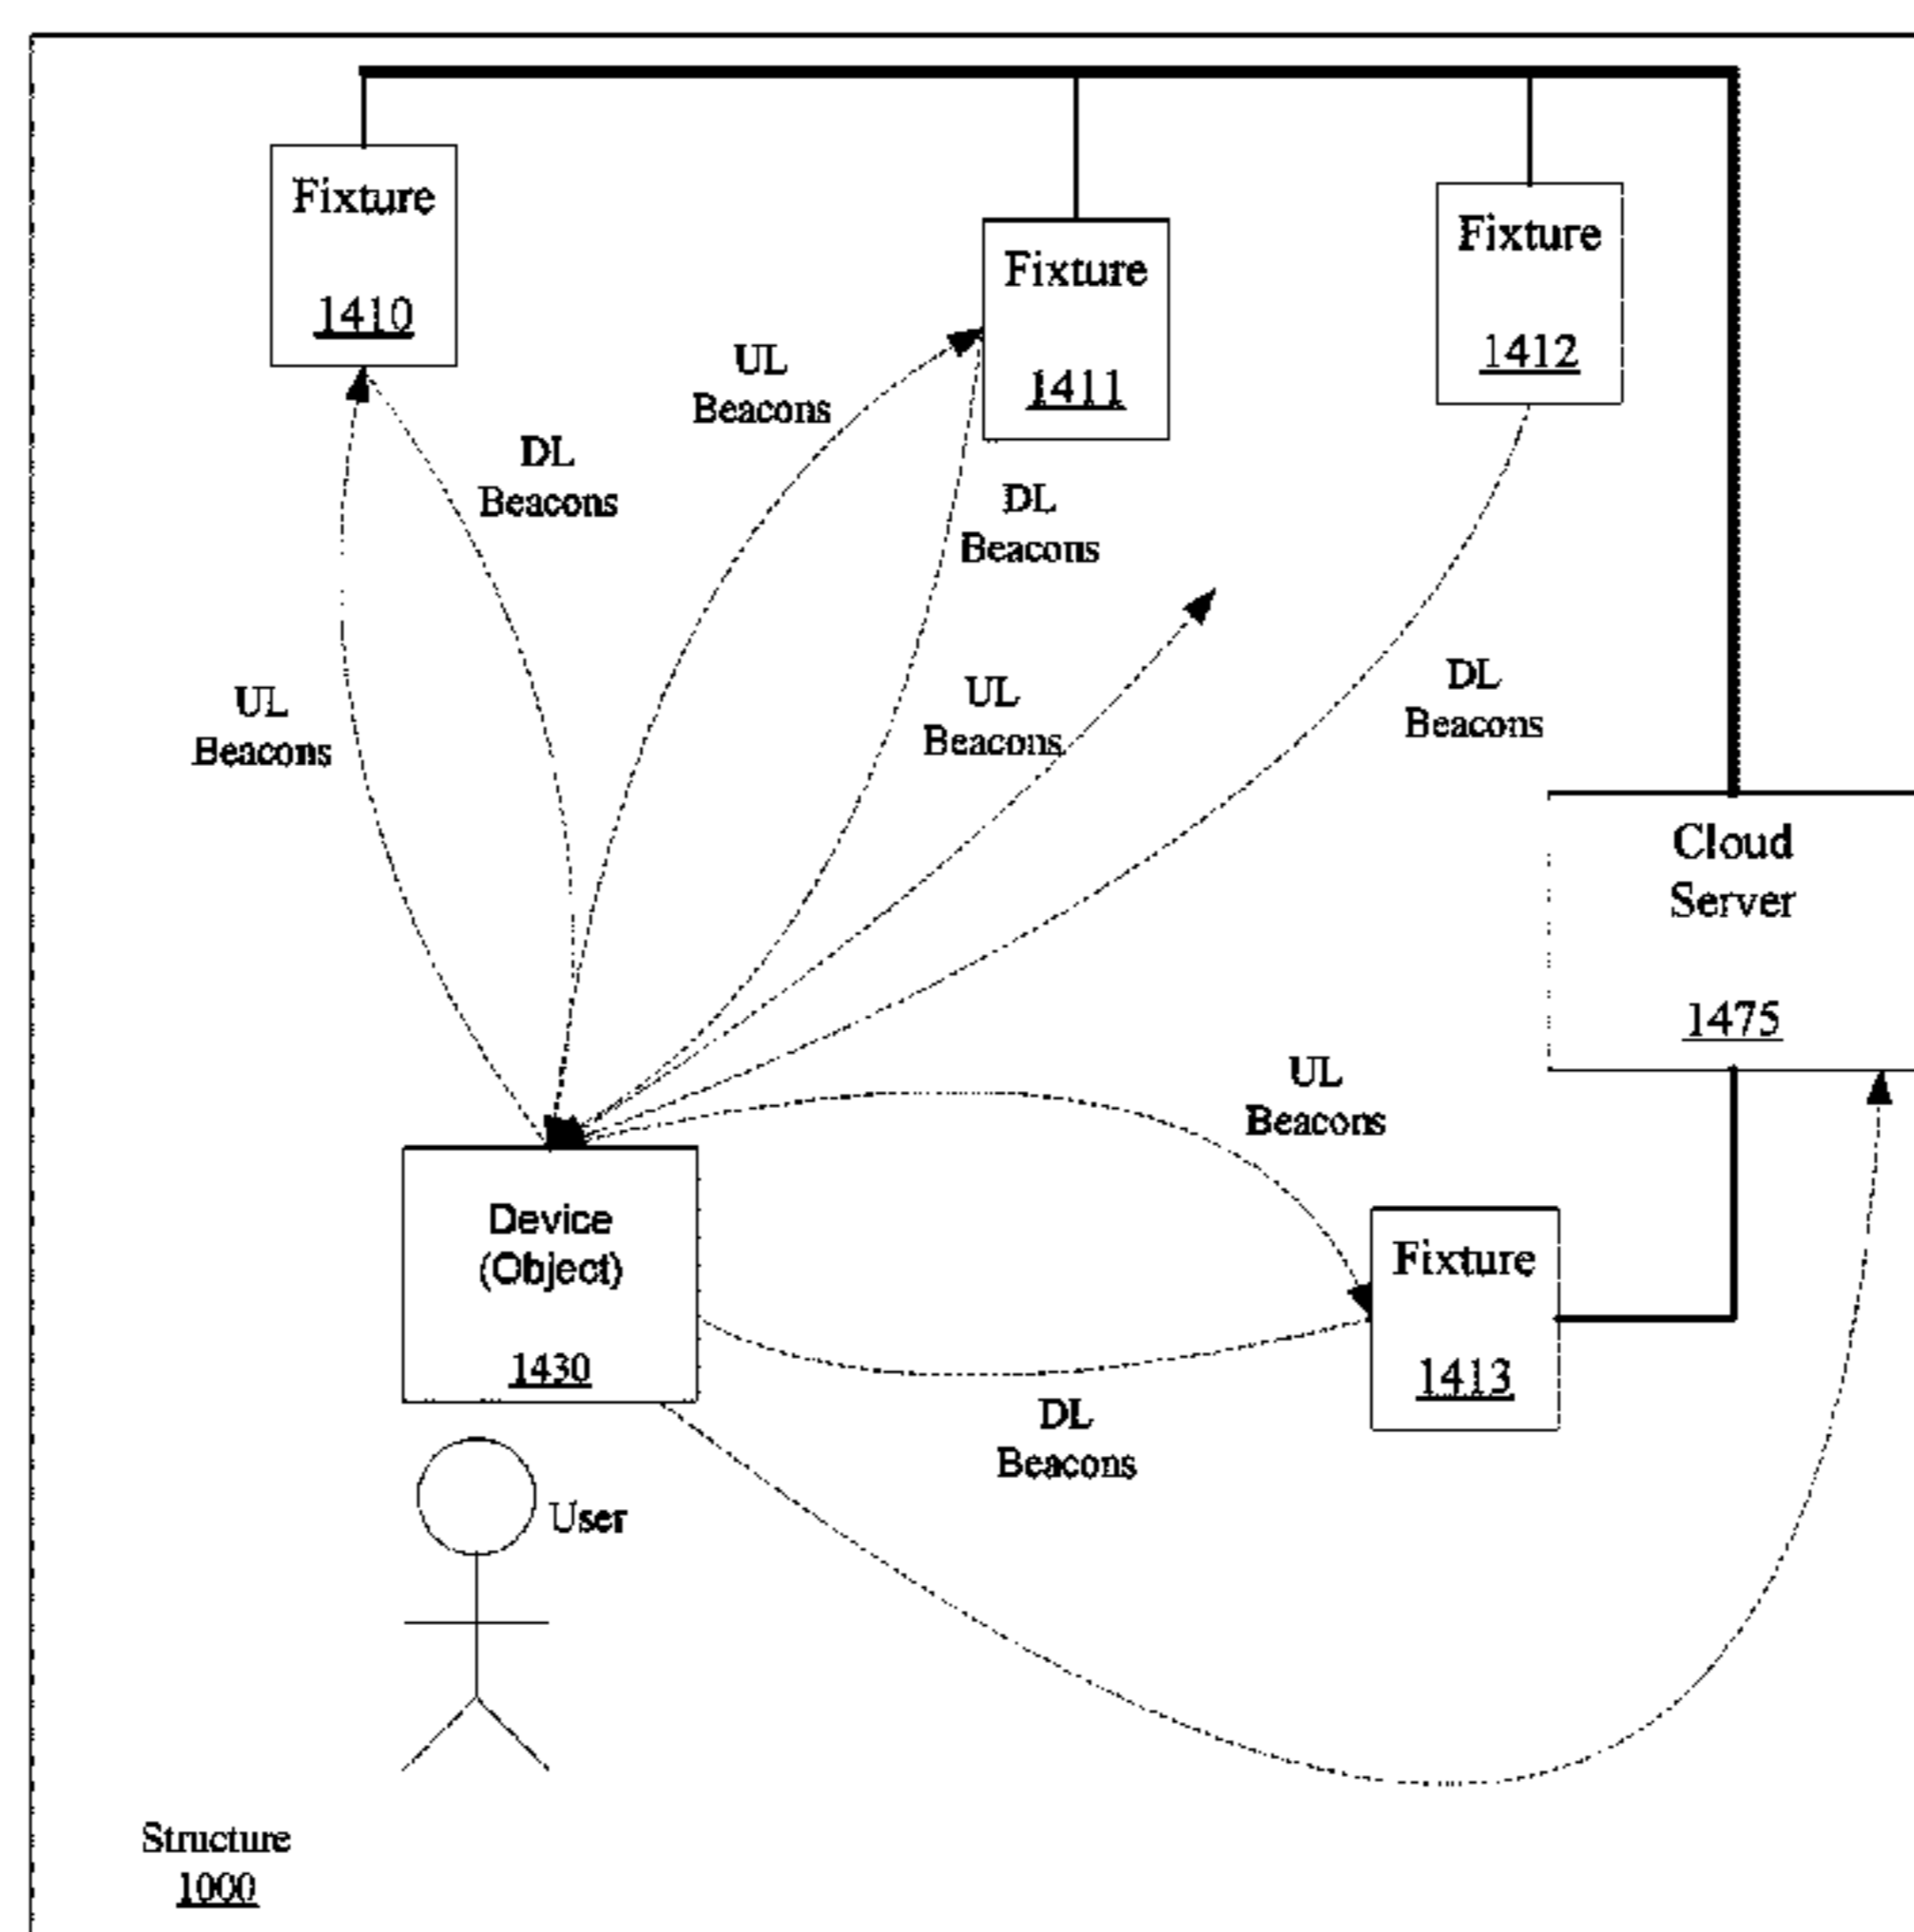 Fixture
1410
Fixture
1411
Fixture
1412
UL
Beacons
DL
Beacons
DL
Beacons
UL
Beacons
UL
Beacons
DL
Beacons
Cloud
Server
1475
UL
Beacons
Device
(Object)
1430
Fixture
1413
DL
Beacons
User
Structure
1000